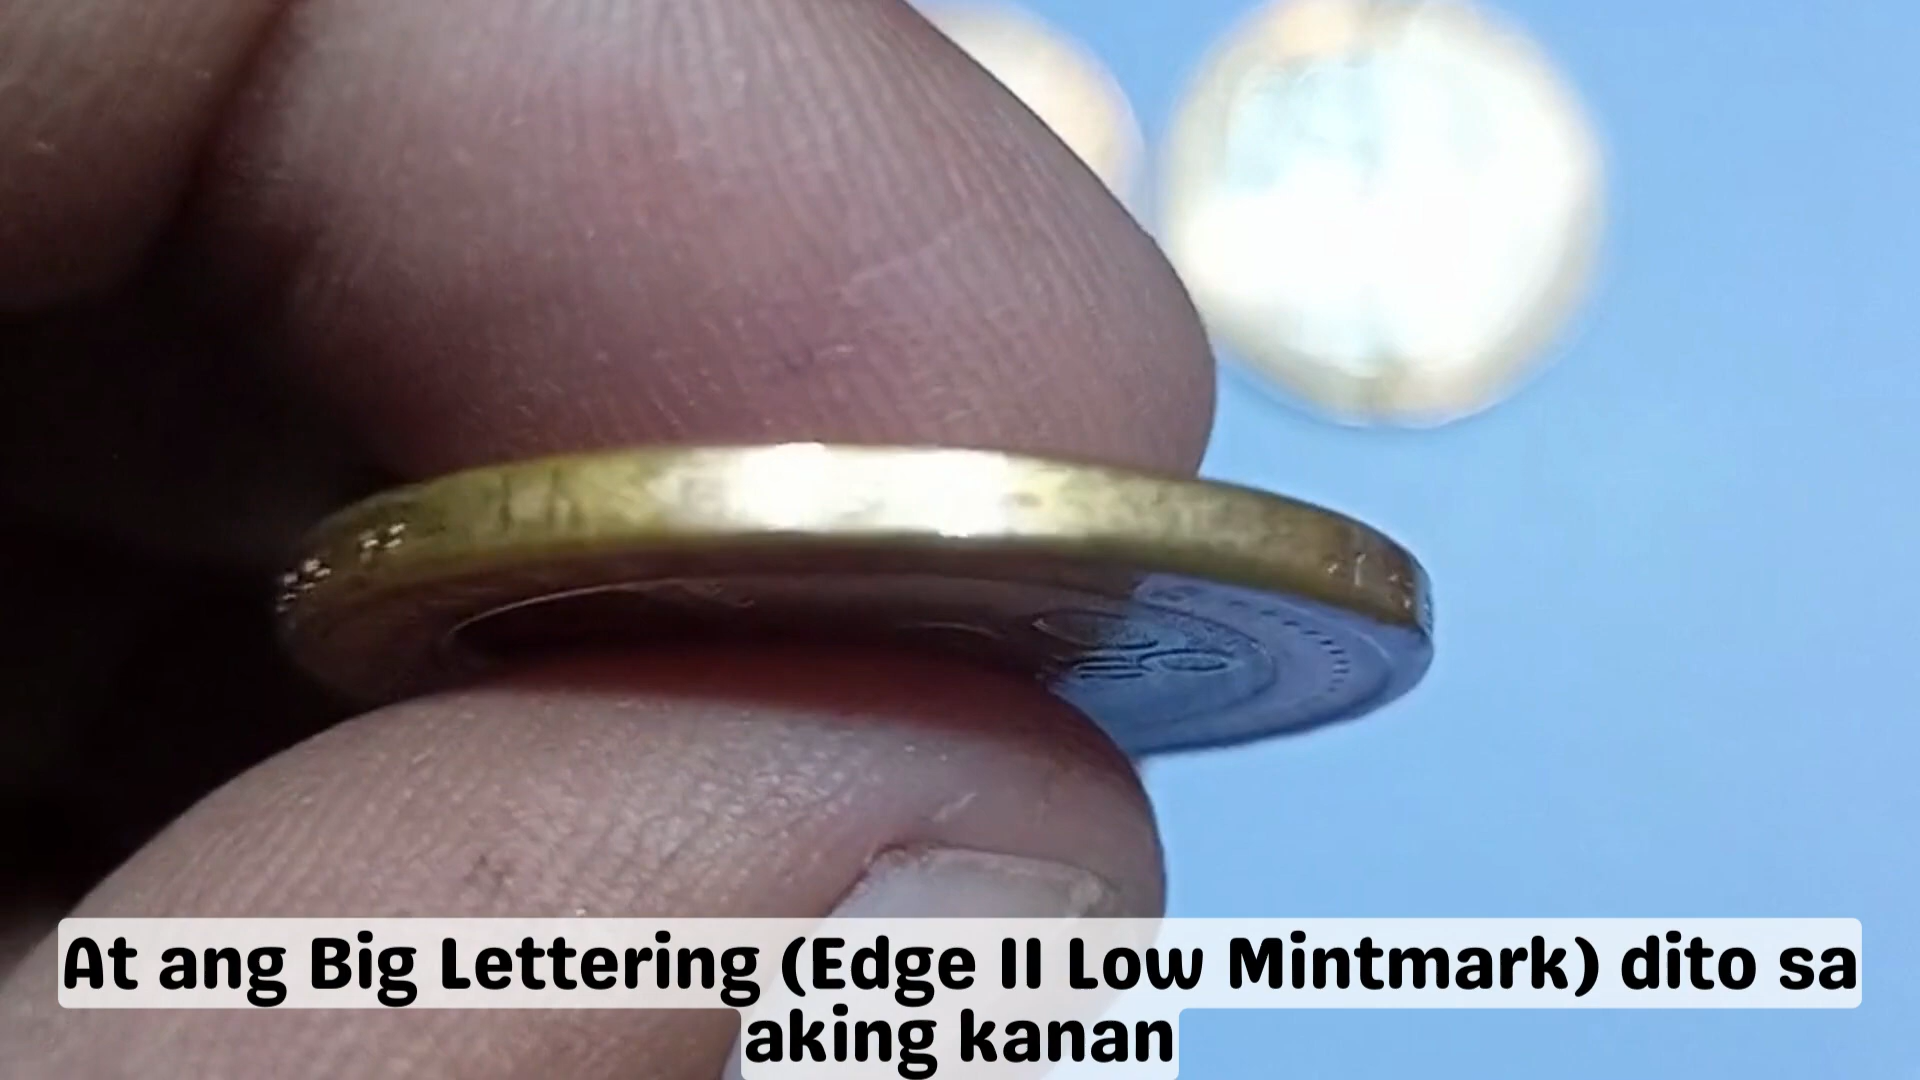 At ang Big Lettering (Edge II Low Mintmark) dito sa
aking kanan